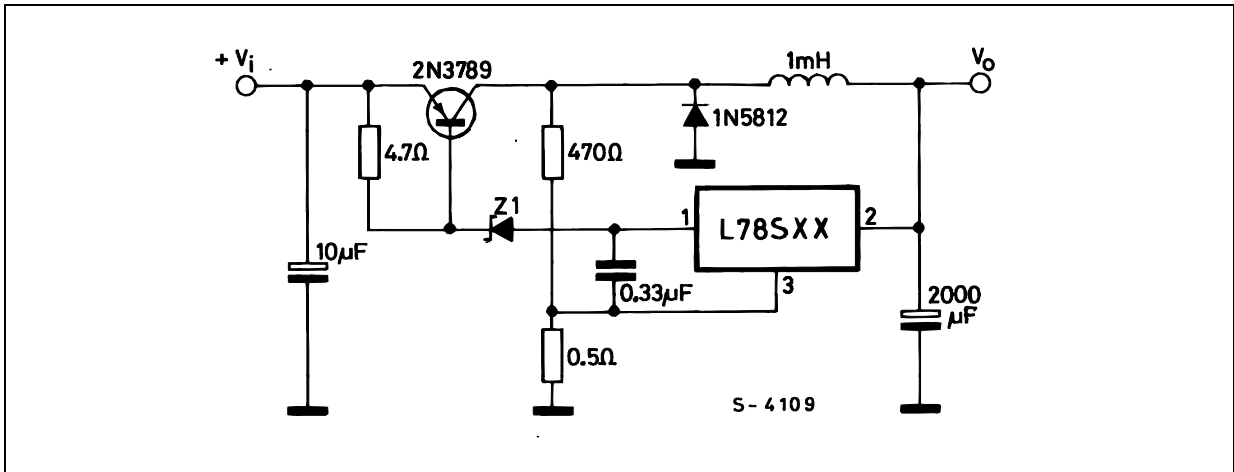 + Vi
2N3789
1mH
Vo
4.7Ω
470Ω
1N5812
Z1
1
L78SXX
2
10µF
0.33µF
3
2000
µF
0.5Ω
S-4109